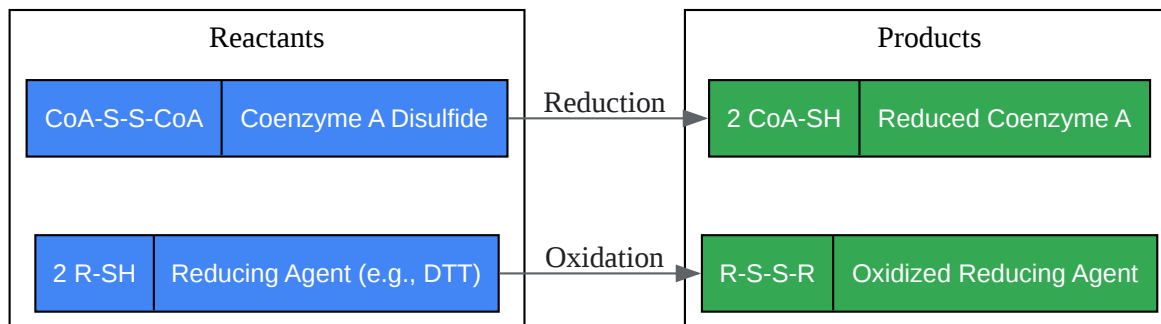 Reactants
Products
CoA-S-S-CoA
Coenzyme A Disulfide
Reduction
2 CoA-SH
Reduced Coenzyme A
2 R-SH
Reducing Agent (e.g., DTT)
Oxidation
R-S-S-R
Oxidized Reducing Agent